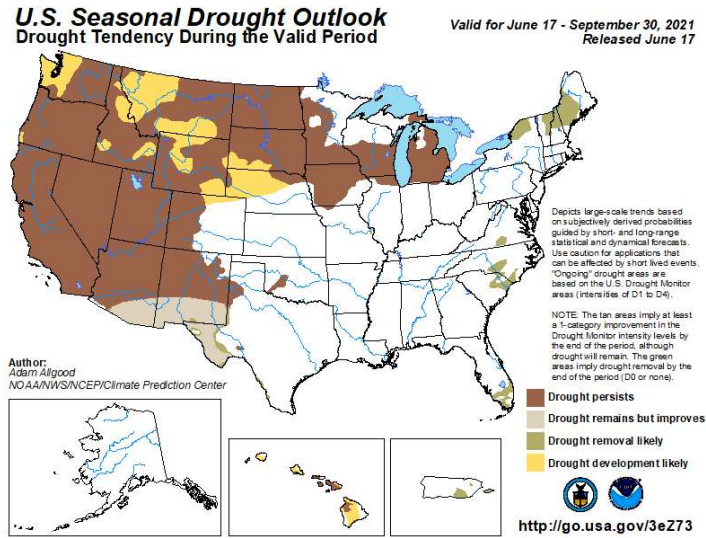 U.S. Seasonal Drought Outlook
Drought Tendency During the Valid Period
Valid for June 17 - September 30, 2021
Released June 17
Depicts large-scale trends based
on subjectively derived probabilities
guided by short- and long-range
statistical and dynamical forecasts.
Use caution for applications that
can be affected by short lived events.
"Ongoing" drought areas are
based on the U.S. Drought Monitor
areas (intensities of D1 to D4).
NOTE: The tan areas imply at least
a 1-category improvement in the
Drought Monitor intensity levels by
the end of the period, although
drought will remain. The green
areas imply drought removal by the
end of the period (D0 or none).
Author:
Adam Allgood
NOAA/NWS/NCEP/Climate Prediction Center
Drought persists
Drought remains but improves
Drought removal likely
Drought development likely
http://go.usa.gov/3eZ73